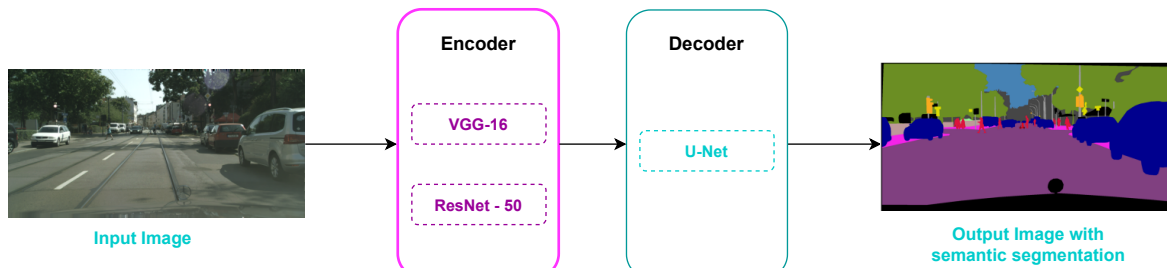 Encoder
VGG-16
ResNet - 50
Decoder
U-Net
Input Image
Output Image with
semantic segmentation